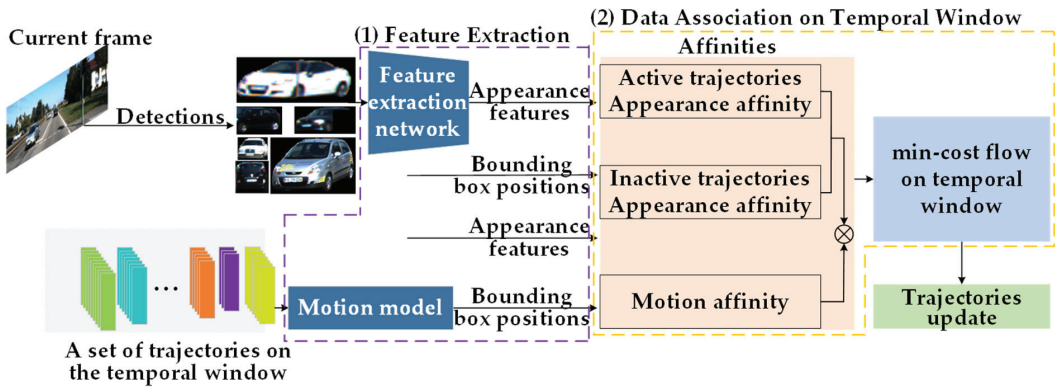 Current frame
Detections
(1) Feature Extraction
Feature
extraction
network
Appearance
features
Bounding
box positions
Appearance
features
A set of trajectories on
the temporal window
Motion model
Bounding
box positions
(2) Data Association on Temporal Window
Affinities
Active trajectories
Appearance affinity
Inactive trajectories
Appearance affinity
Motion affinity
min-cost flow
on temporal
window
Trajectories
update